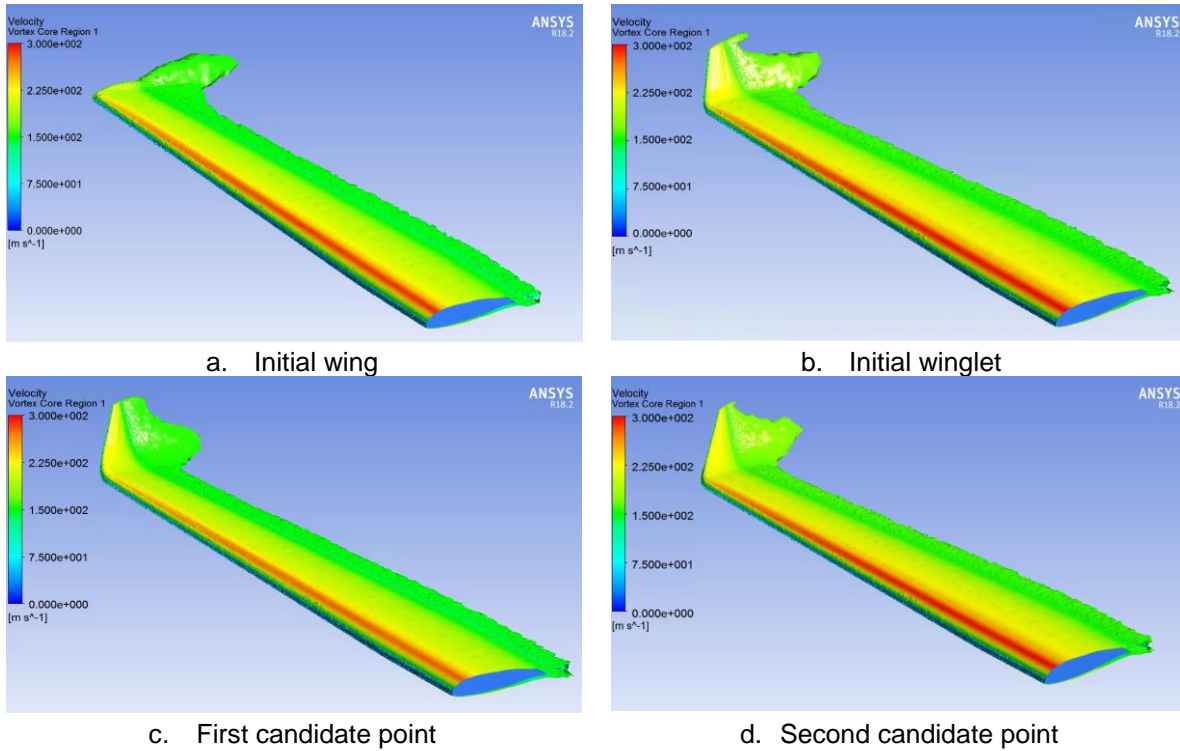 Velocity
Vortex Core Region 1
3.000e+002
2.250e+002
1.500e+002
7.500e+001
0.000e+000
[m s^-1]
ANSYS
R18.2
a. Initial wing
Velocity
Vortex Core Region 1
3.000e+002
2.250e+002
1.500e+002
7.500e+001
0.000e+000
[m s^-1]
ANSYS
R18.2
b. Initial winglet
Velocity
Vortex Core Region 1
3.000e+002
2.250e+002
1.500e+002
7.500e+001
0.000e+000
[m s^-1]
ANSYS
R18.2
c. First candidate point
Velocity
Vortex Core Region 1
3.000e+002
2.250e+002
1.500e+002
7.500e+001
0.000e+000
[m s^-1]
ANSYS
R18.2
d. Second candidate point